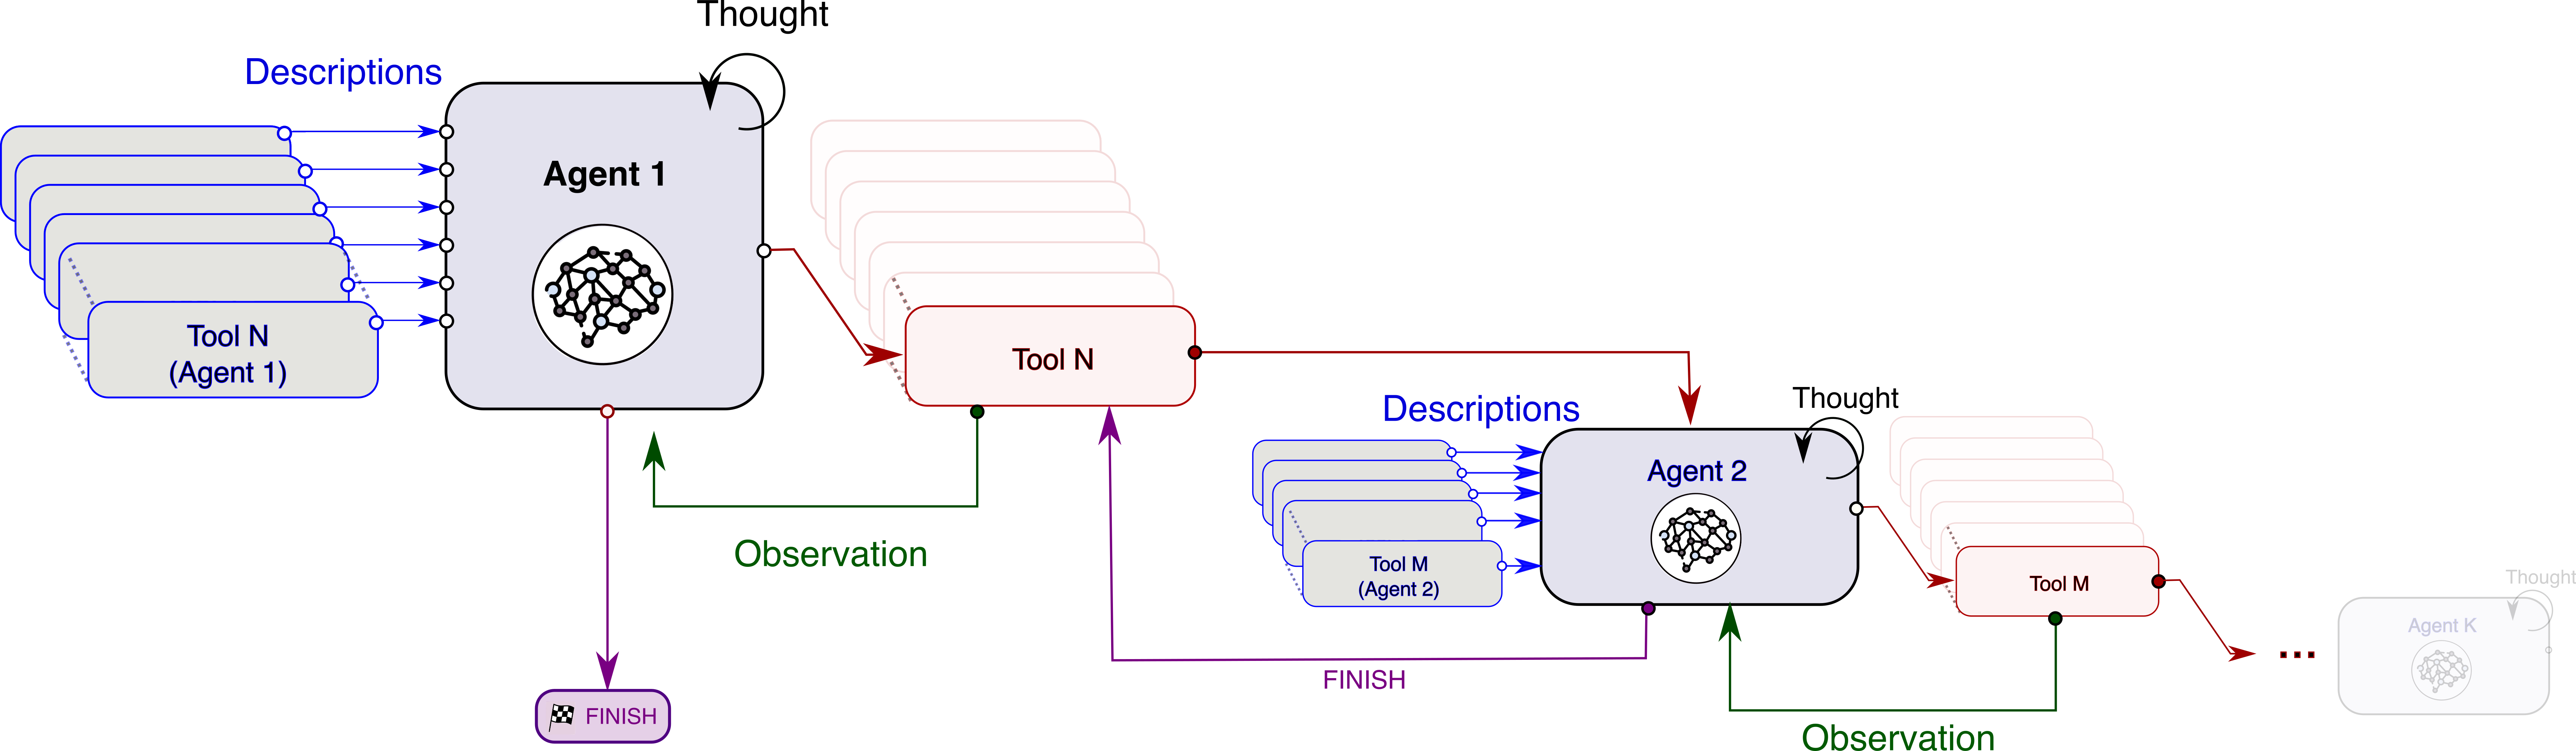 Thought
Descriptions
Agent 1
Tool N
(Agent 1)
Tool N
Observation
FINISH
Descriptions
Thought
Agent 2
Tool M
(Agent 2)
Tool M
FINISH
Observation
...
Thought
Agent K